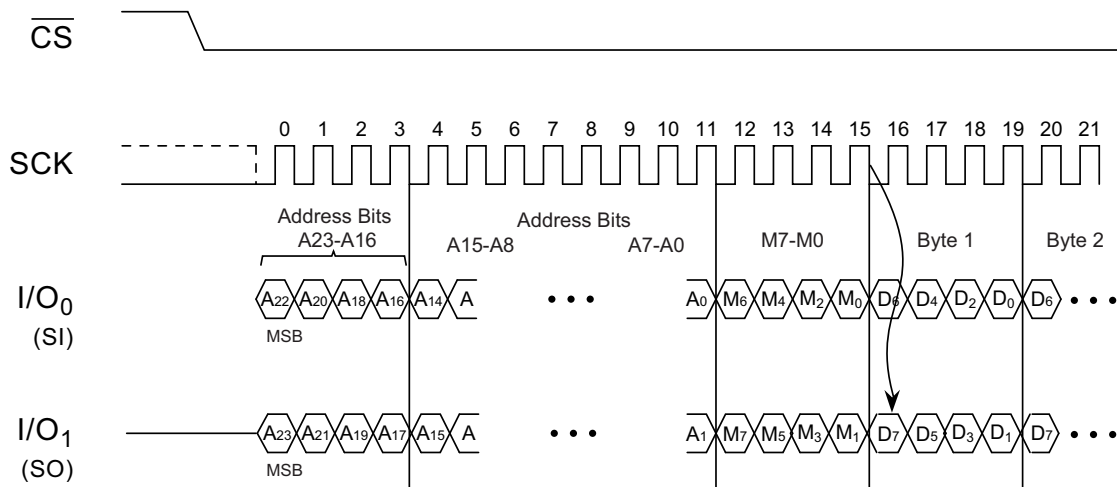 CS
0 1 2 3 4 5 6 7 8 9 10 11 12 13 14 15 16 17 18 19 20 21
SCK
Address Bits
A23-A16
Address Bits
A15-A8 A7-A0 M7-M0 Byte 1 Byte 2
I/O0 A22 A20 A18 A16 A14 A • • • A0 M6 M4 M2 M0 D6 D4 D2 D0 D6 • • •
(SI) MSB
I/O1 A23 A21 A19 A17 A15 A • • • A1 M7 M5 M3 M1 D7 D5 D3 D1 D7 • • •
(SO) MSB